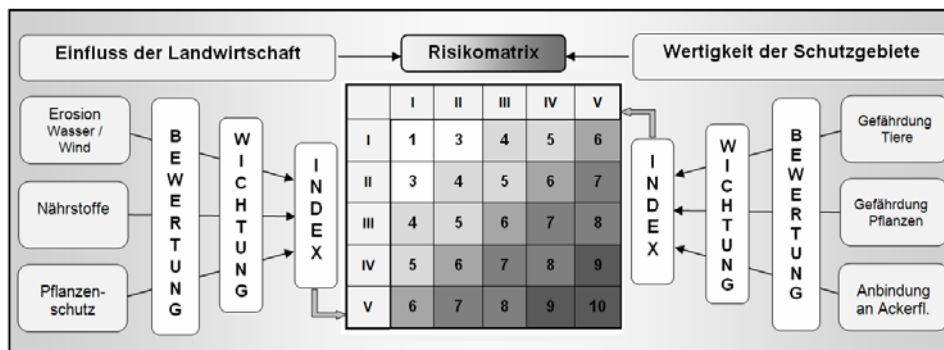 Einfluss der Landwirtschaft
Risikomatrix
Wertigkeit der Schutzgebiete
Erosion
Wasser /
Wind
Nährstoffe
Pflanzen-
schutz
BEWERTUNG
WICHTUNG
INDEX
I II III IV V
I 1 3 4 5 6
II 3 4 5 6 7
III 4 5 6 7 8
IV 5 6 7 8 9
V 6 7 8 9 10
INDEX
WICHTUNG
BEWERTUNG
Gefährdung
Tiere
Gefährdung
Pflanzen
Anbindung
an Ackerfl.